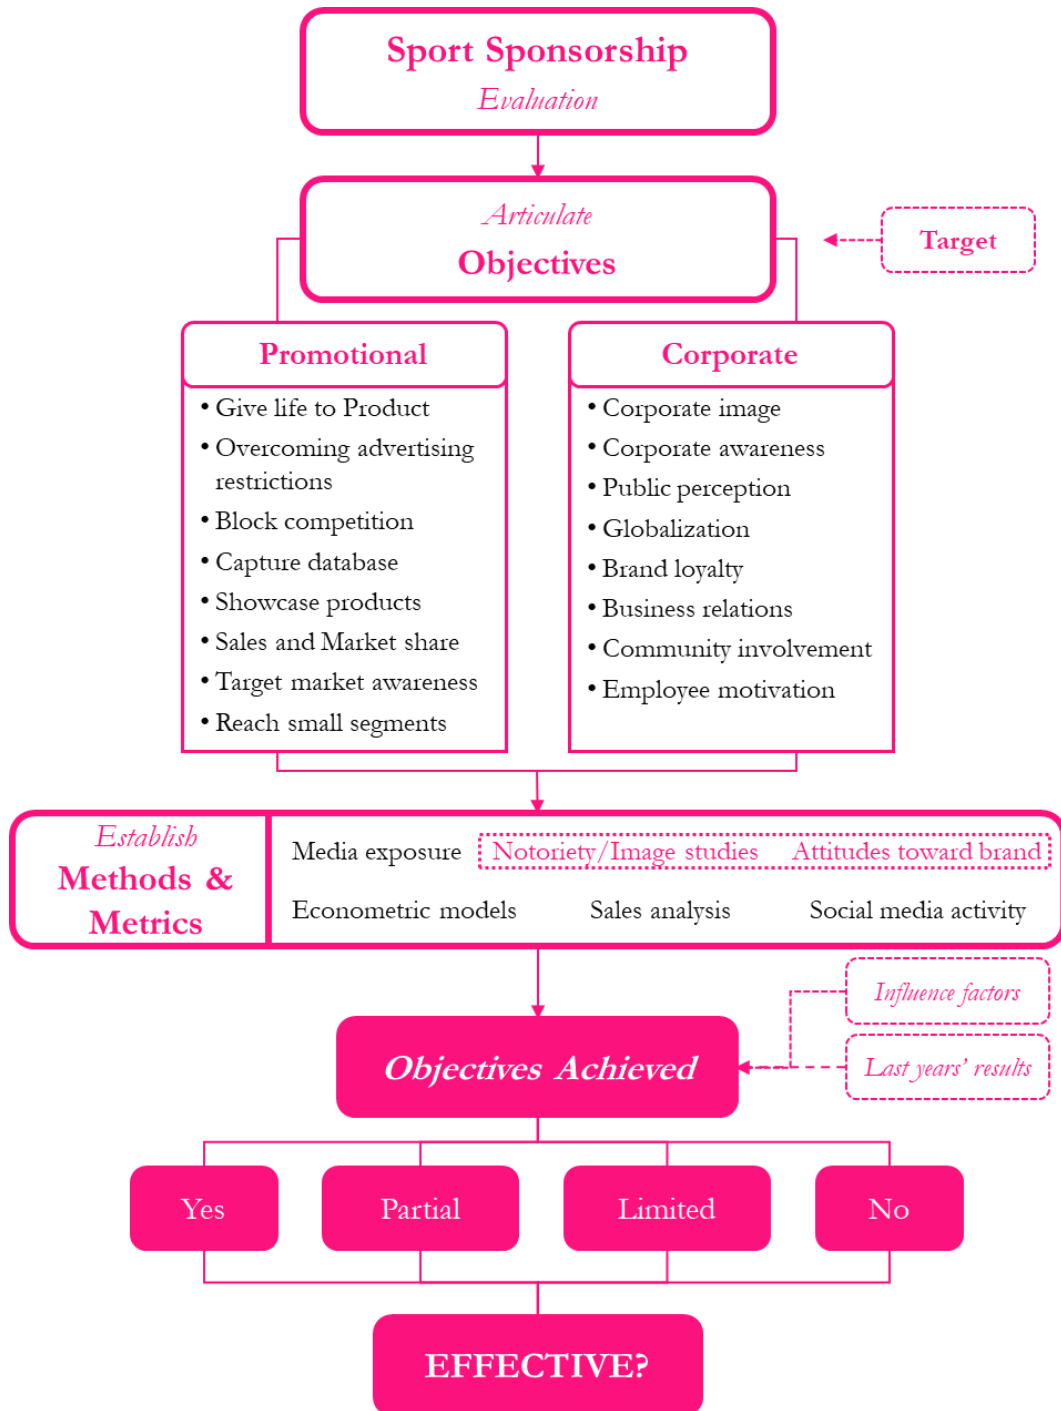 Sport Sponsorship
Evaluation
Articulate
Objectives
Target
Promotional
• Give life to Product
• Overcoming advertising
restrictions
• Block competition
• Capture database
• Showcase products
• Sales and Market share
• Target market awareness
• Reach small segments
Corporate
• Corporate image
• Corporate awareness
• Public perception
• Globalization
• Brand loyalty
• Business relations
• Community involvement
• Employee motivation
Establish
Methods &
Metrics
Media exposure Notoriety/Image studies Attitudes toward brand
Econometric models Sales analysis Social media activity
Influence factors
Last years’ results
Objectives Achieved
Yes Partial Limited No
EFFECTIVE?